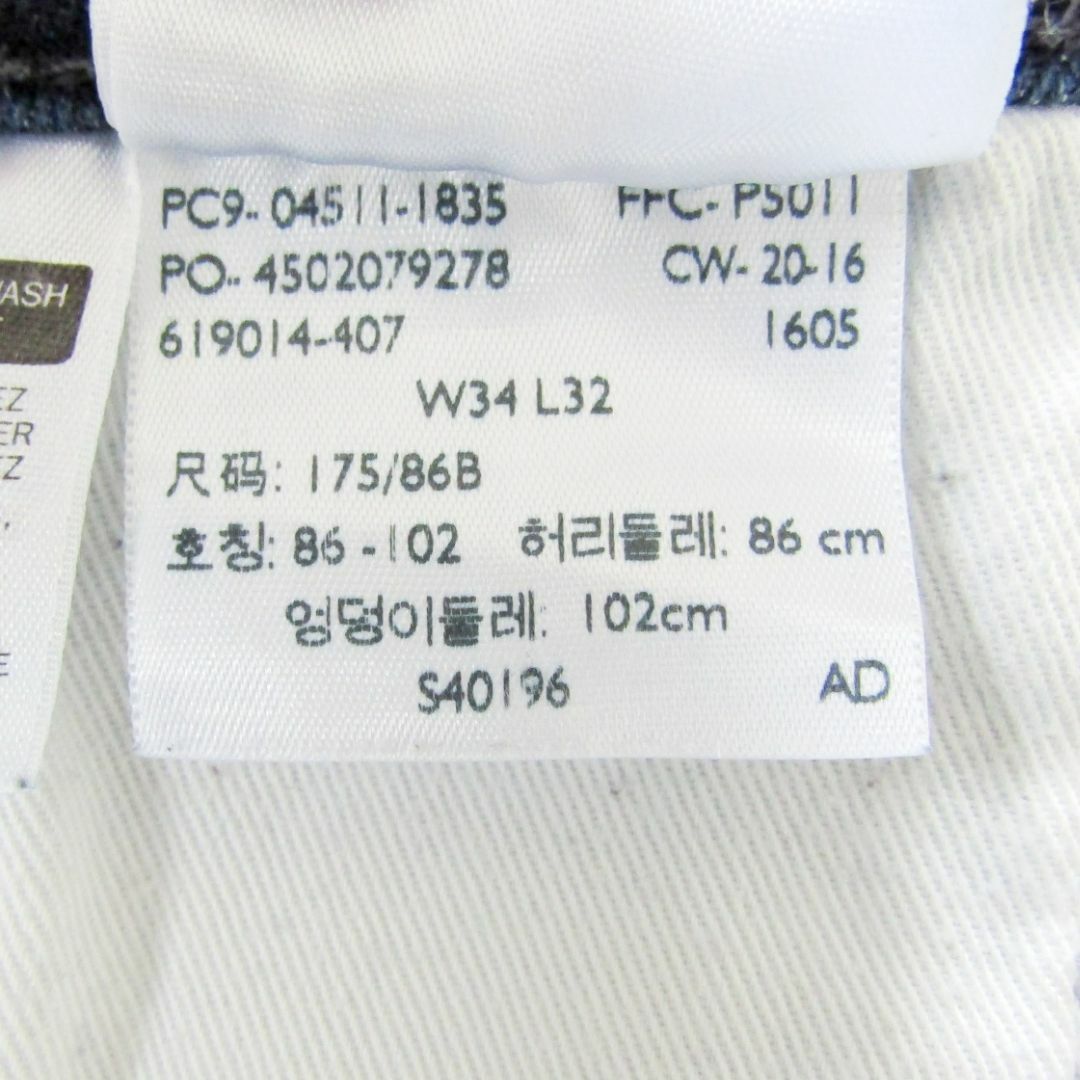 PC9-04511-1835 FFC-P5011
PO-4502079278 CW-20-16
619014-407 1605
W34 L32
尺码: 175/86B
호칭: 86-102 허리둘레: 86 cm
엉덩이둘레: 102cm
S40196 AD